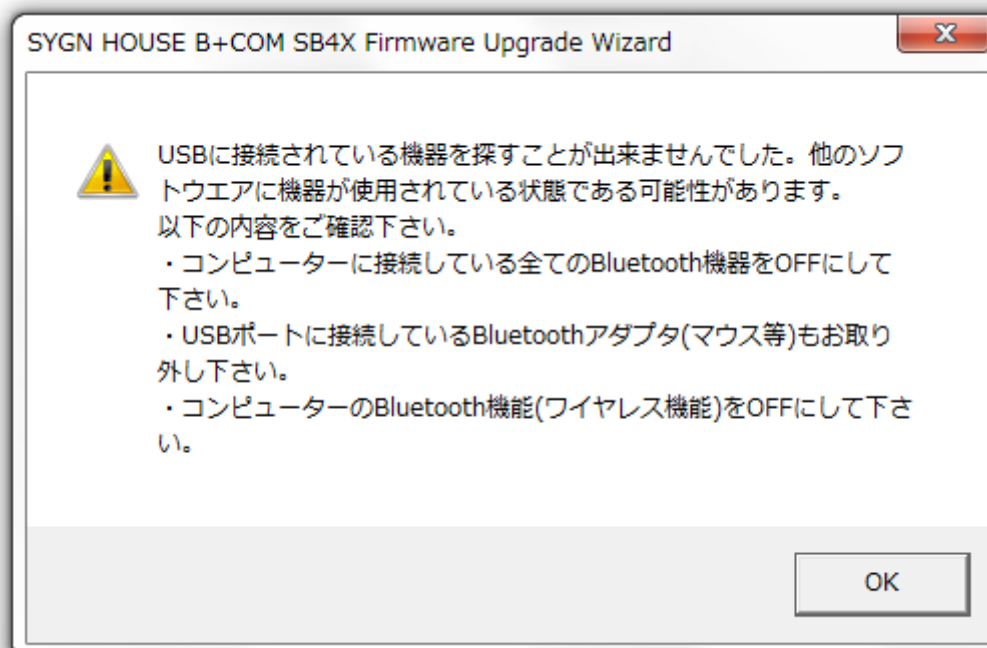 SYGN HOUSE B+COM SB4X Firmware Upgrade Wizard
USBに接続されている機器を探すことが出来ませんでした。他のソフ
トウエアに機器が使用されている状態である可能性があります。
以下の内容をご確認下さい。
・コンピューターに接続している全てのBluetooth機器をOFFにして
下さい。
・USBポートに接続しているBluetoothアダプタ(マウス等)もお取り
外し下さい。
・コンピューターのBluetooth機能(ワイヤレス機能)をOFFにして下さ
い。
OK